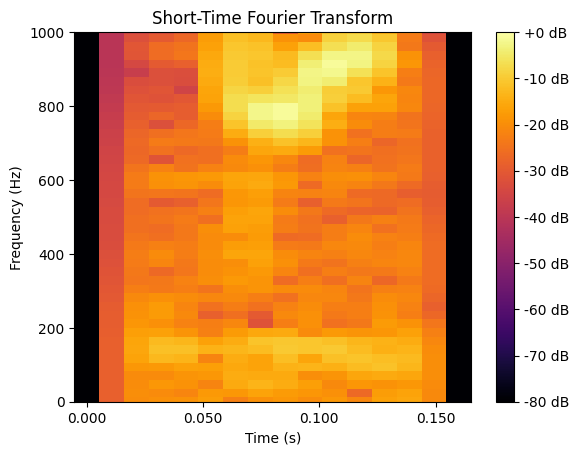 Short-Time Fourier Transform
1000
800
600
400
200
0
Frequency (Hz)
0.000
0.050
0.100
0.150
Time (s)
+0 dB
-10 dB
-20 dB
-30 dB
-40 dB
-50 dB
-60 dB
-70 dB
-80 dB